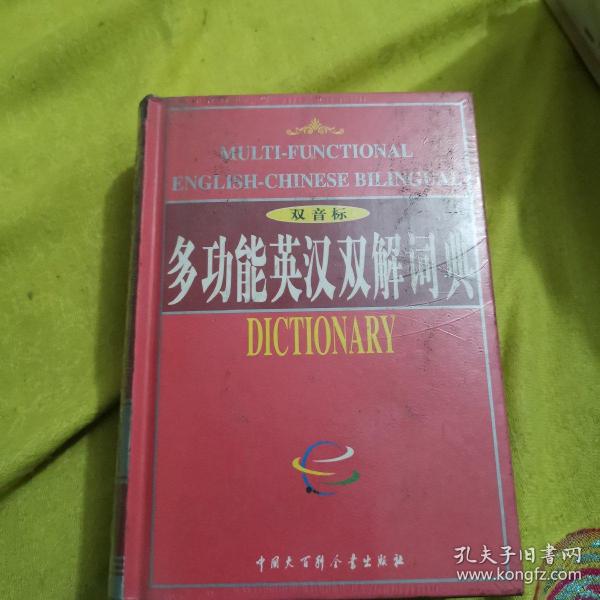 MULTI-FUNCTIONAL
ENGLISH-CHINESE BILINGUAL
双音标
多功能英汉双解词典
DICTIONARY
中国大百科全书出版社
孔夫子旧书网
www.kongfz.com